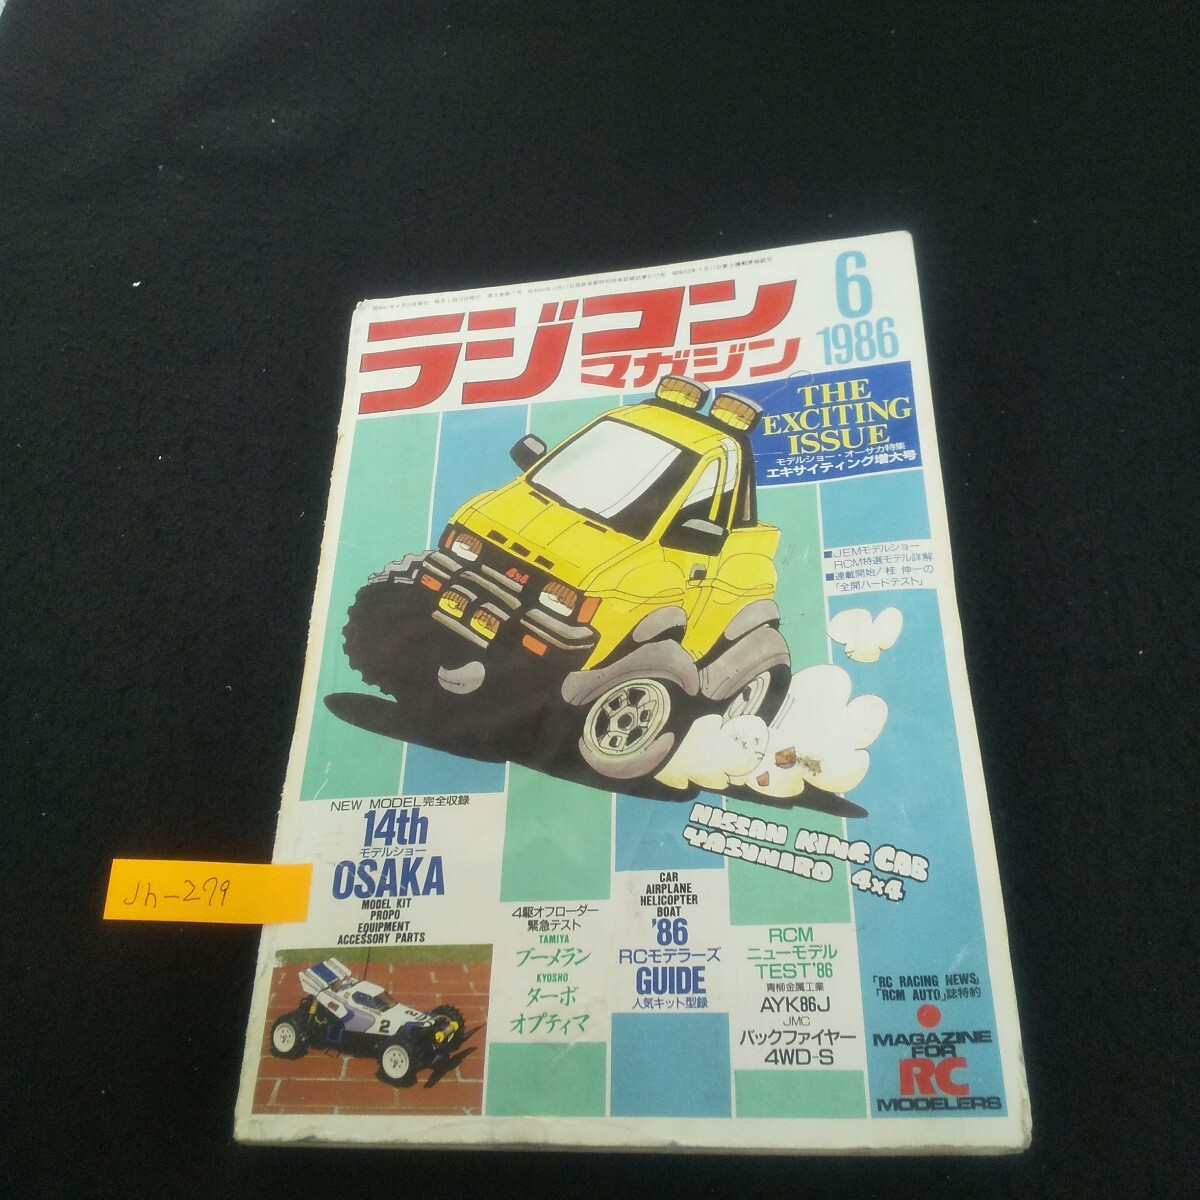 ラジコン
マガジン
6
1986
THE
EXCITING
ISSUE
モデルショー・オーサカ特集
エキサイティング増大号
■JEMモデルショー
RCM特選モデル詳解
■連載開始!桂 伸一の
「全開ハードテスト」
4x4
NISSAN KING CAB
YASUHIRO 4x4
NEW MODEL完全収録
14th
モデルショー
OSAKA
MODEL KIT
PROPO
EQUIPMENT
ACCESSORY PARTS
2
4駆オフローダー
緊急テスト
TAMIYA
ブーメラン
KYOSHO
ターボ
オプティマ
CAR
AIRPLANE
HELICOPTER
BOAT
'86
RCモデラーズ
GUIDE
人気キット型録
RCM
ニューモデル
TEST'86
青柳金属工業
AYK86J
JMC
バックファイヤー
4WD-S
「RC RACING NEWS」
「RCM AUTO」誌特約
MAGAZINE
FOR
RC
MODELERS
Jh-279